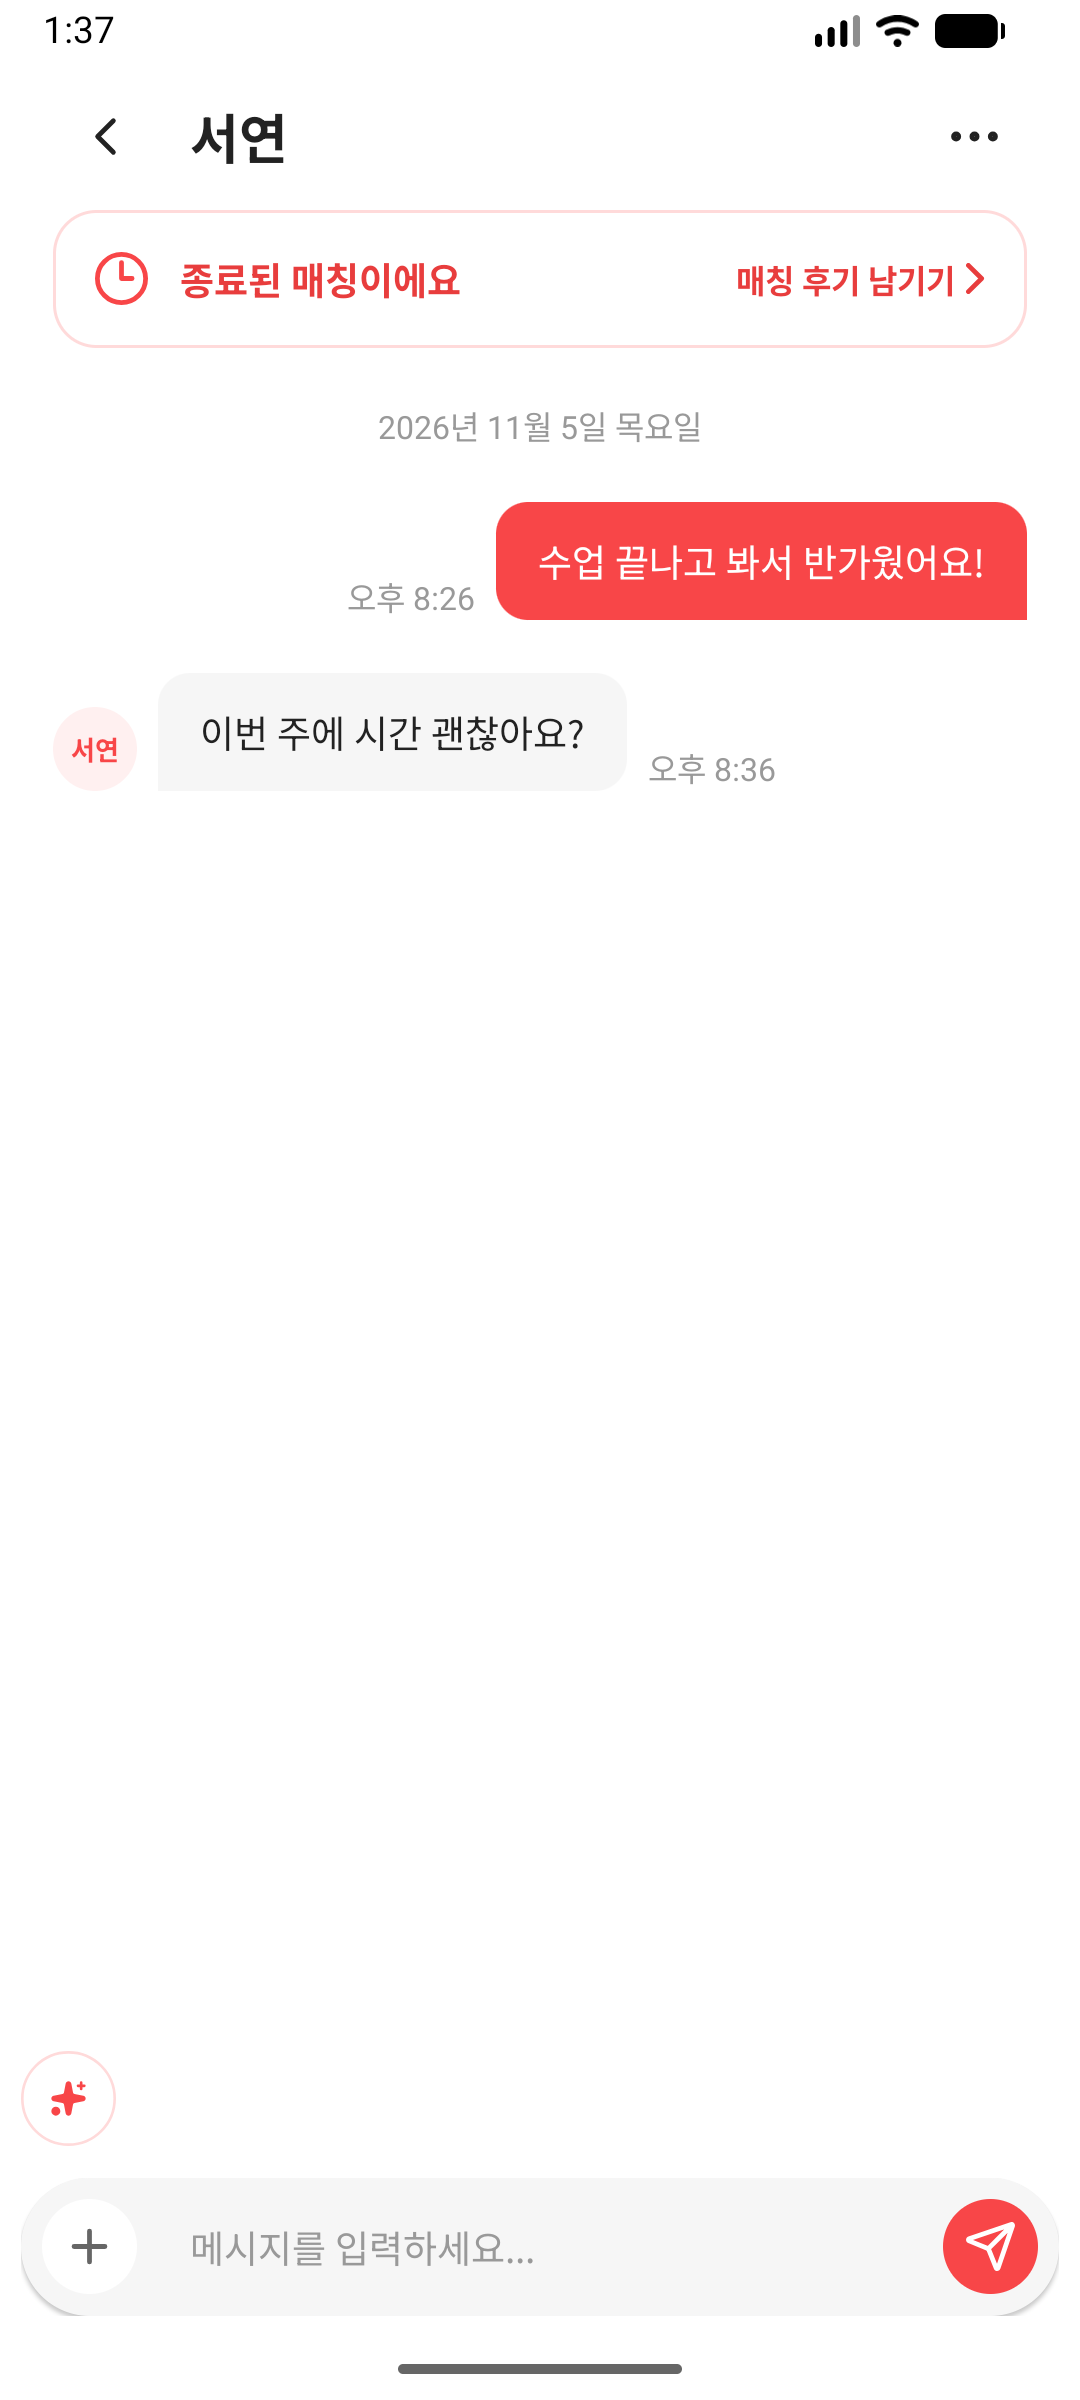 1:37
서연
종료된 매칭이에요
매칭 후기 남기기
2026년 11월 5일 목요일
수업 끝나고 봐서 반가웠어요!
오후 8:26
서연
이번 주에 시간 괜찮아요?
오후 8:36
메시지를 입력하세요...